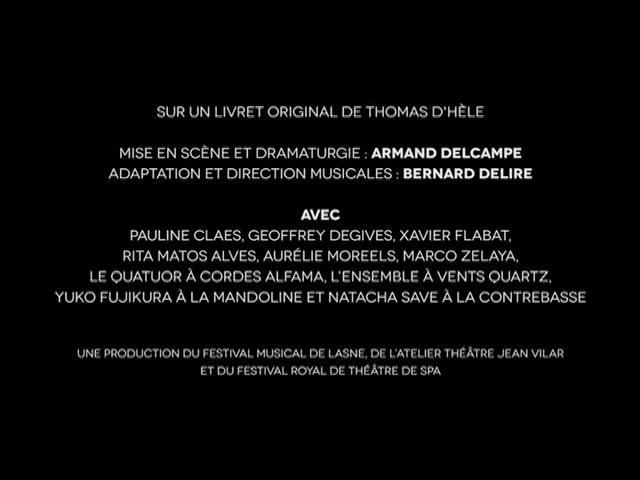 SUR UN LIVRET ORIGINAL DE THOMAS D'HÈLE
MISE EN SCÈNE ET DRAMATURGIE : ARMAND DELCAMPE
ADAPTATION ET DIRECTION MUSICALES : BERNARD DELIRE
AVEC
PAULINE CLAES, GEOFFREY DEGIVES, XAVIER FLABAT,
RITA MATOS ALVES, AURÉLIE MOREELS, MARCO ZELAYA,
LE QUATUOR À CORDES ALFAMA, L'ENSEMBLE À VENTS QUARTZ,
YUKO FUJIKURA À LA MANDOLINE ET NATACHA SAVE À LA CONTREBASSE
UNE PRODUCTION DU FESTIVAL MUSICAL DE LASNE, DE L'ATELIER THÉÂTRE JEAN VILAR
ET DU FESTIVAL ROYAL DE THÉÂTRE DE SPA